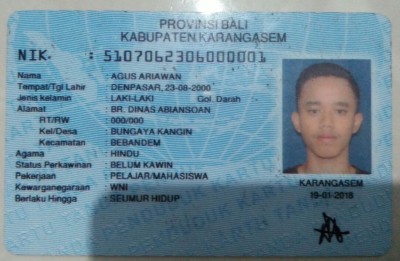 PROVINSI BALI
KABUPATEN KARANGASEM
NIK : 5107062306000001
Nama : AGUS ARIAWAN
Tempat/Tgl Lahir : DENPASAR, 23-08-2000
Jenis kelamin : LAKI-LAKI Gol. Darah :
Alamat : BR. DINAS ABIANSOAN
RT/RW : 000/000
Kel/Desa : BUNGAYA KANGIN
Kecamatan : BEBANDEM
Agama : HINDU
Status Perkawinan : BELUM KAWIN
Pekerjaan : PELAJAR/MAHASISWA
Kewarganegaraan : WNI
Berlaku Hingga : SEUMUR HIDUP
KARANGASEM
19-01-2018